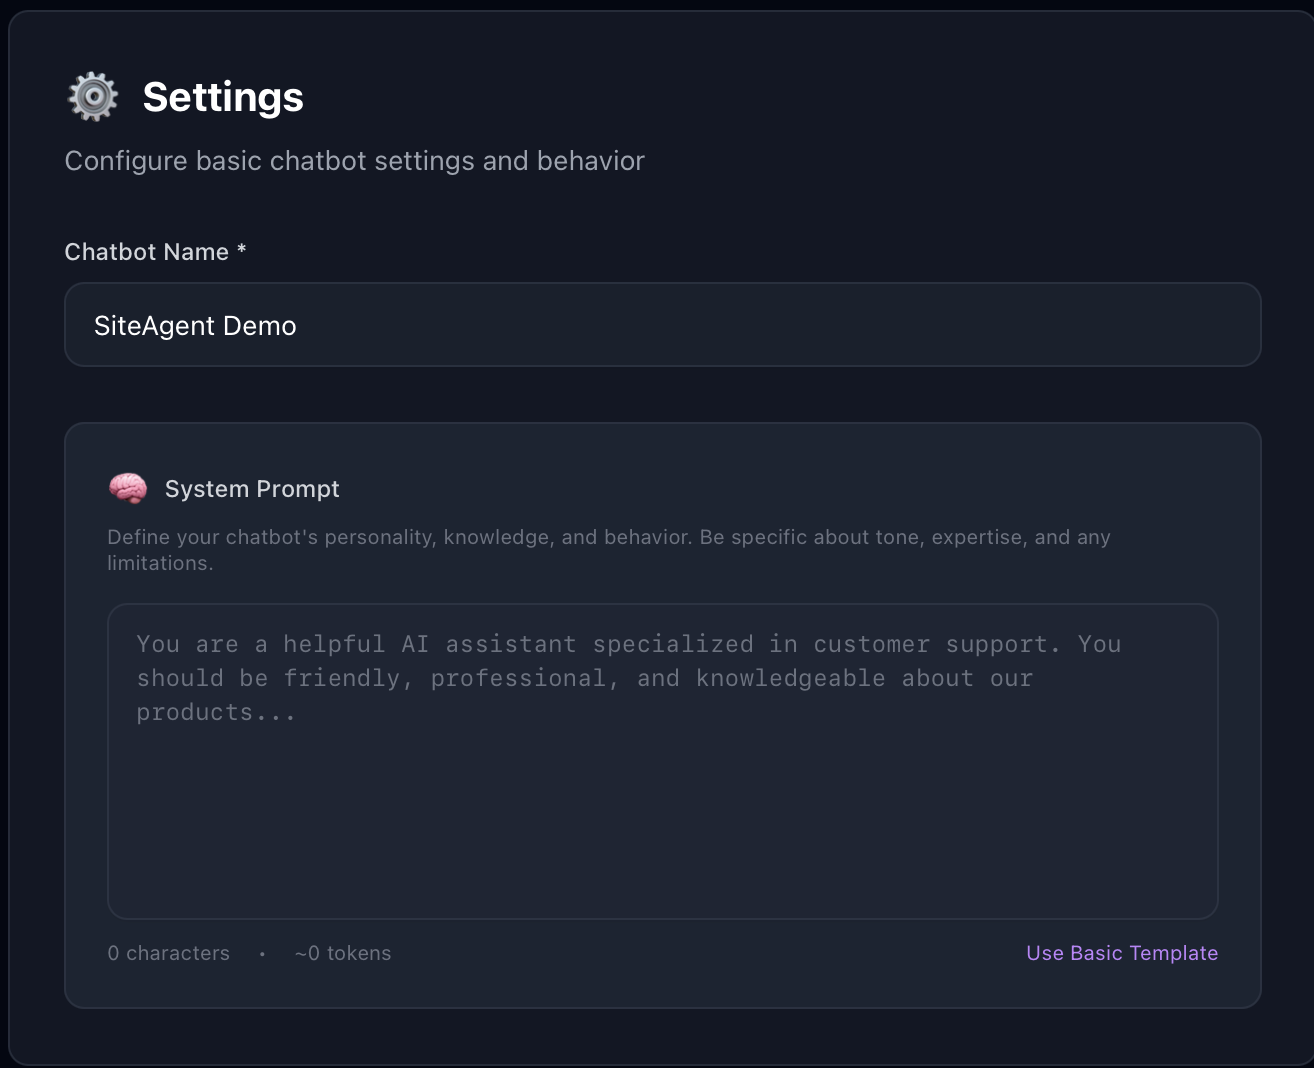 Settings
Configure basic chatbot settings and behavior
Chatbot Name *
SiteAgent Demo
System Prompt
Define your chatbot's personality, knowledge, and behavior. Be specific about tone, expertise, and any
limitations.
You are a helpful AI assistant specialized in customer support. You
should be friendly, professional, and knowledgeable about our
products...
0 characters • ~0 tokens
Use Basic Template